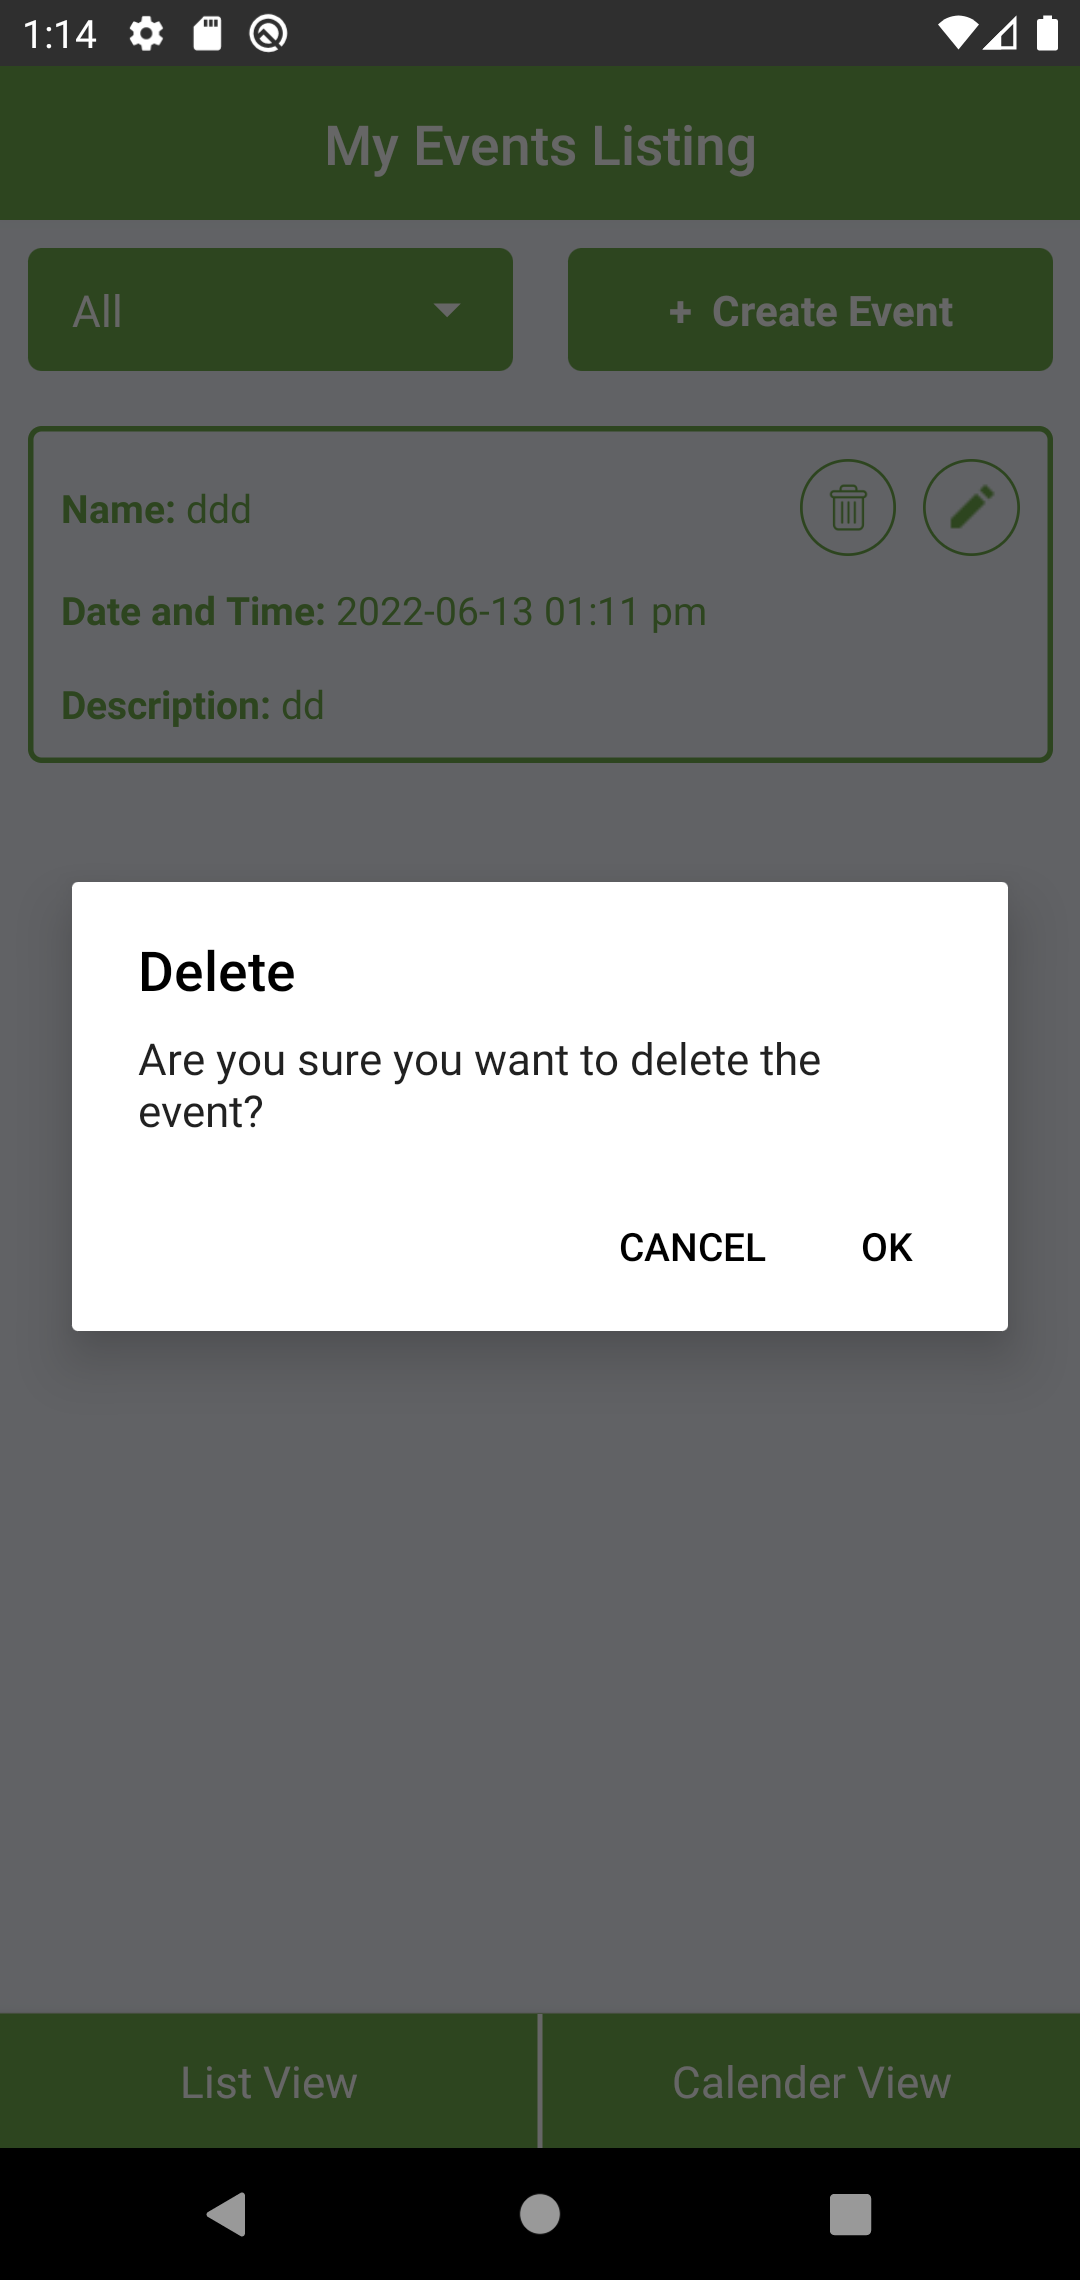 1:14
My Events Listing
All
+ Create Event
Name: ddd
Date and Time: 2022-06-13 01:11 pm
Description: dd
Delete
Are you sure you want to delete the
event?
CANCEL OK
List View
Calender View